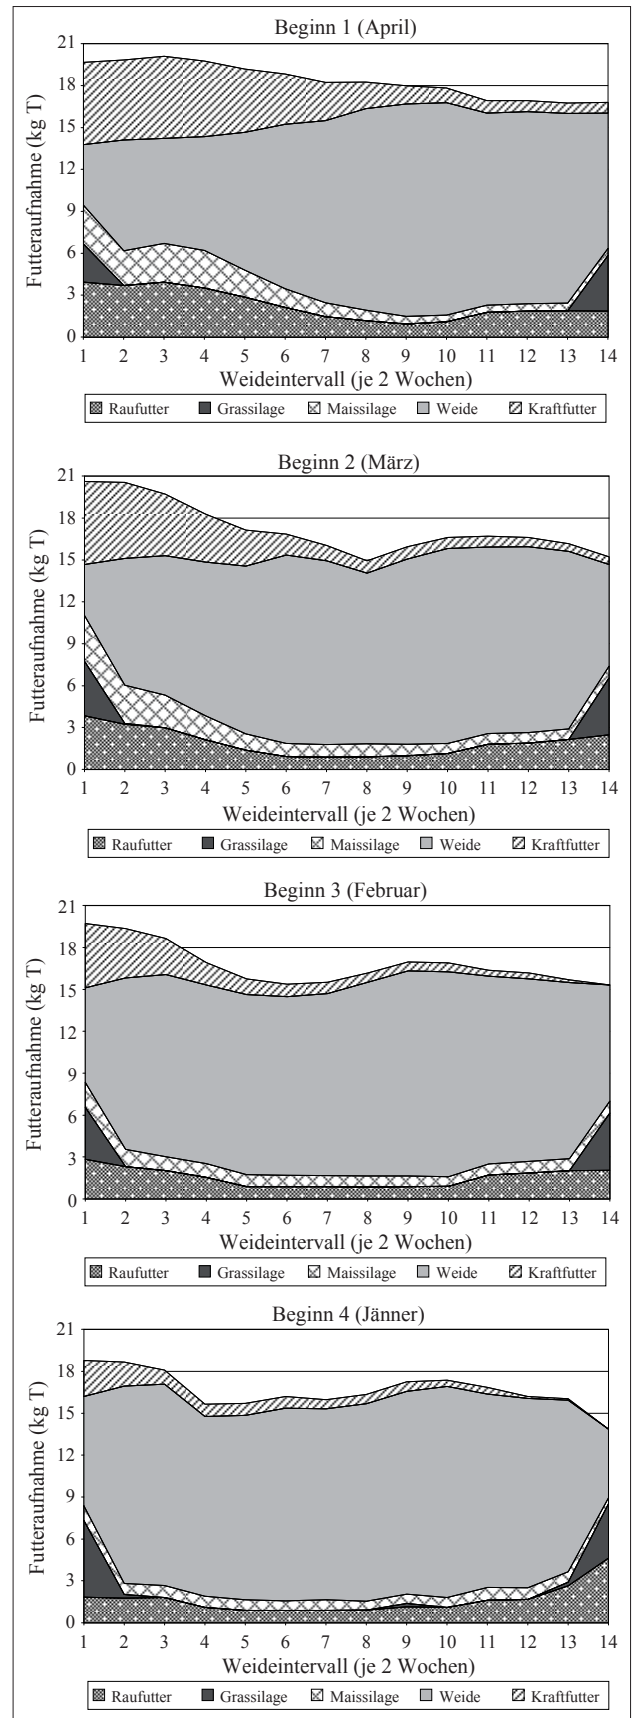 Beginn 1 (April)
Futteraufnahme (kg T)
21
18
15
12
9
6
3
0
1 2 3 4 5 6 7 8 9 10 11 12 13 14
Weideintervall (je 2 Wochen)
Raufutter Grassilage Maissilage Weide Kraftfutter
Beginn 2 (März)
Futteraufnahme (kg T)
21
18
15
12
9
6
3
0
1 2 3 4 5 6 7 8 9 10 11 12 13 14
Weideintervall (je 2 Wochen)
Raufutter Grassilage Maissilage Weide Kraftfutter
Beginn 3 (Februar)
Futteraufnahme (kg T)
21
18
15
12
9
6
3
0
1 2 3 4 5 6 7 8 9 10 11 12 13 14
Weideintervall (je 2 Wochen)
Raufutter Grassilage Maissilage Weide Kraftfutter
Beginn 4 (Jänner)
Futteraufnahme (kg T)
21
18
15
12
9
6
3
0
1 2 3 4 5 6 7 8 9 10 11 12 13 14
Weideintervall (je 2 Wochen)
Raufutter Grassilage Maissilage Weide Kraftfutter